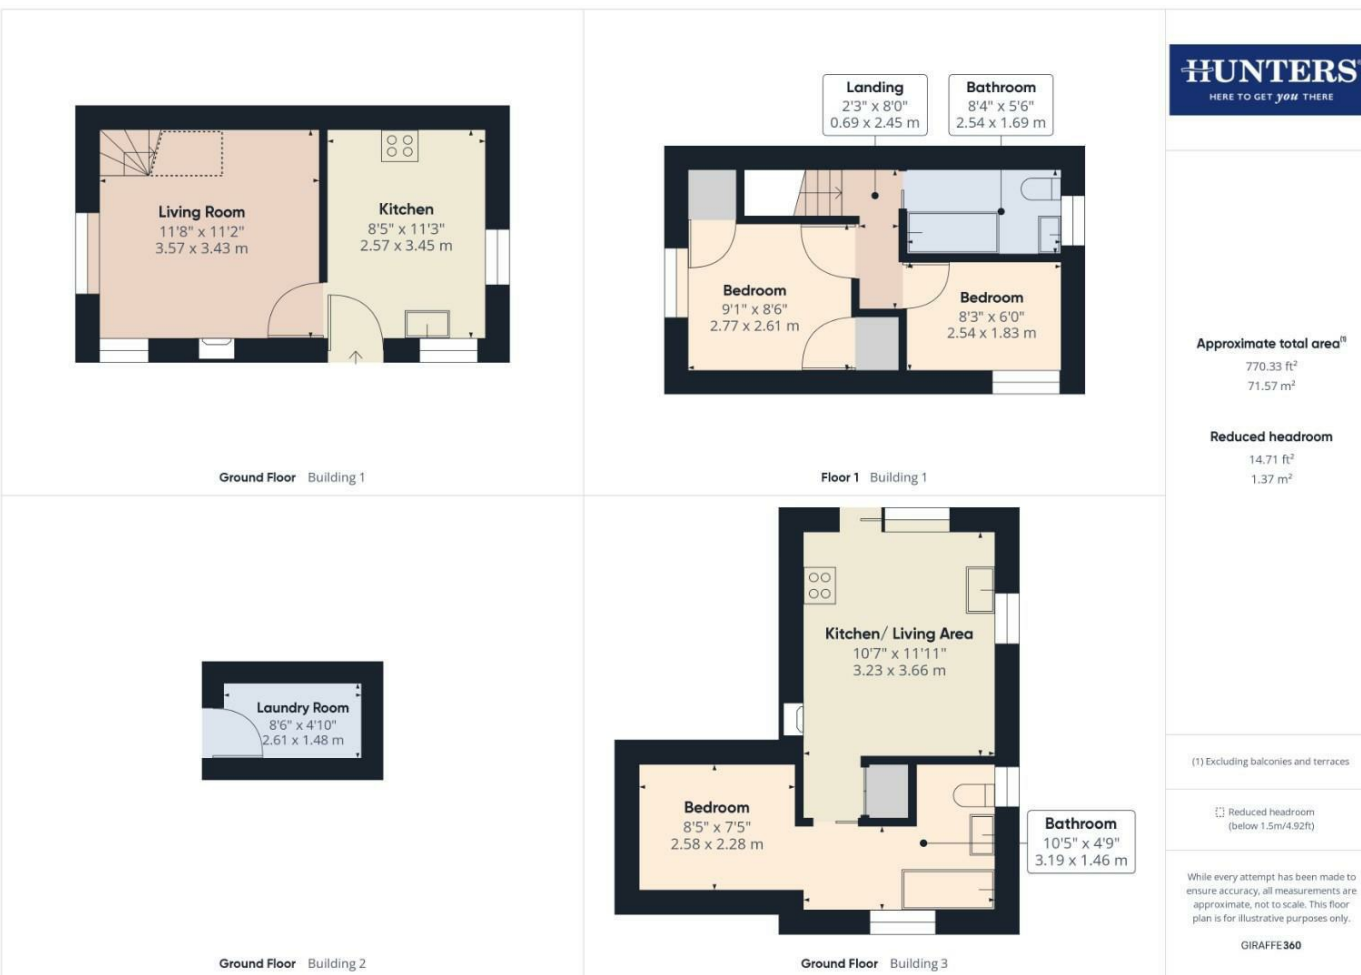 Landing
2'3" x 8'0"
0.69 x 2.45 m
Bathroom
8'4" x 5'6"
2.54 x 1.69 m
Living Room
11'8" x 11'2"
3.57 x 3.43 m
Kitchen
8'5" x 11'3"
2.57 x 3.45 m
Bedroom
9'1" x 8'6"
2.77 x 2.61 m
Bedroom
8'3" x 6'0"
2.54 x 1.83 m
Ground Floor Building 1
Floor 1 Building 1
Laundry Room
8'6" x 4'10"
2.61 x 1.48 m
Kitchen/ Living Area
10'7" x 11'11"
3.23 x 3.66 m
Bedroom
8'5" x 7'5"
2.58 x 2.28 m
Bathroom
10'5" x 4'9"
3.19 x 1.46 m
Ground Floor Building 2
Ground Floor Building 3
HUNTERS®
HERE TO GET you THERE
Approximate total area(1)
770.33 ft²
71.57 m²
Reduced headroom
14.71 ft²
1.37 m²
(1) Excluding balconies and terraces
Reduced headroom
(below 1.5m/4.92ft)
While every attempt has been made to
ensure accuracy, all measurements are
approximate, not to scale. This floor
plan is for illustrative purposes only.
GIRAFFE360